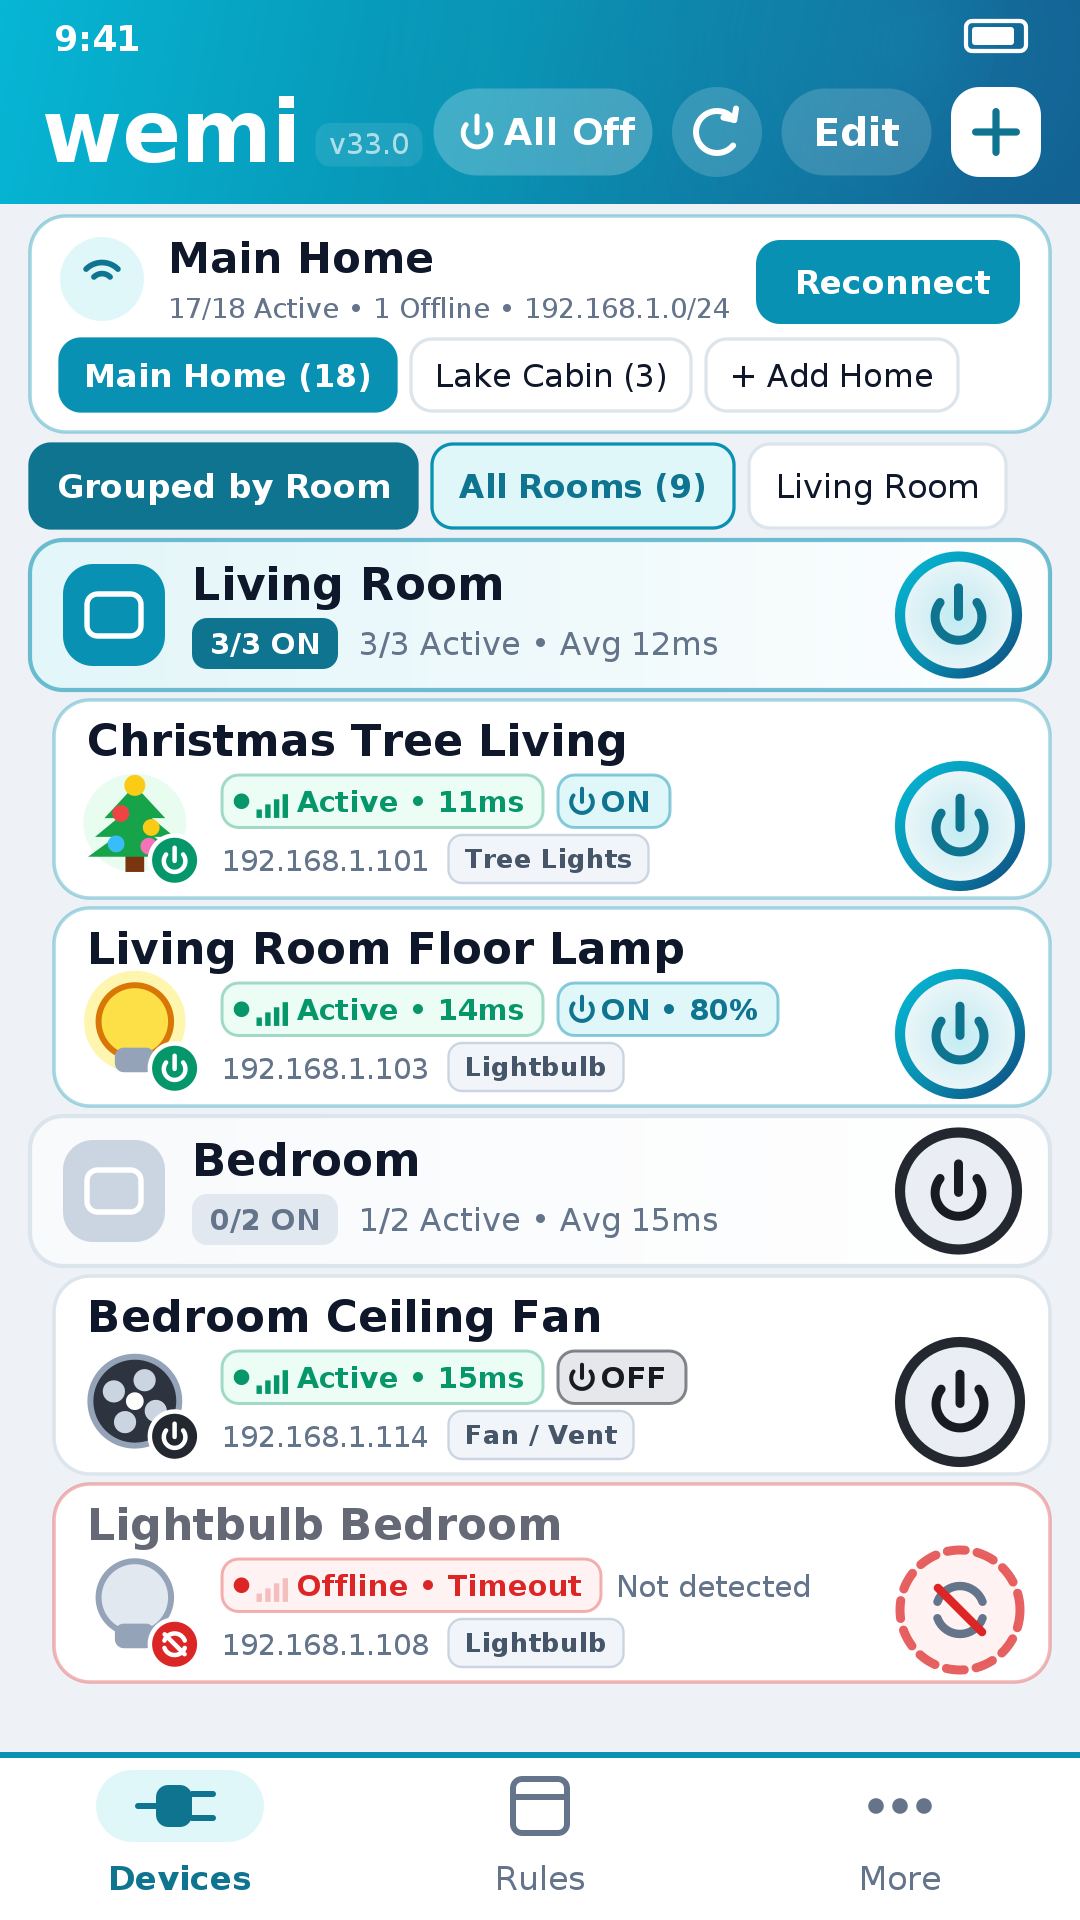 9:41
wemi v33.0 All Off Edit
Main Home
17/18 Active • 1 Offline • 192.168.1.0/24
Reconnect
Main Home (18) Lake Cabin (3) + Add Home
Grouped by Room All Rooms (9) Living Room
Living Room
3/3 ON 3/3 Active • Avg 12ms
Christmas Tree Living
Active • 11ms ON
192.168.1.101 Tree Lights
Living Room Floor Lamp
Active • 14ms ON • 80%
192.168.1.103 Lightbulb
Bedroom
0/2 ON 1/2 Active • Avg 15ms
Bedroom Ceiling Fan
Active • 15ms OFF
192.168.1.114 Fan / Vent
Lightbulb Bedroom
Offline • Timeout Not detected
192.168.1.108 Lightbulb
Devices Rules More